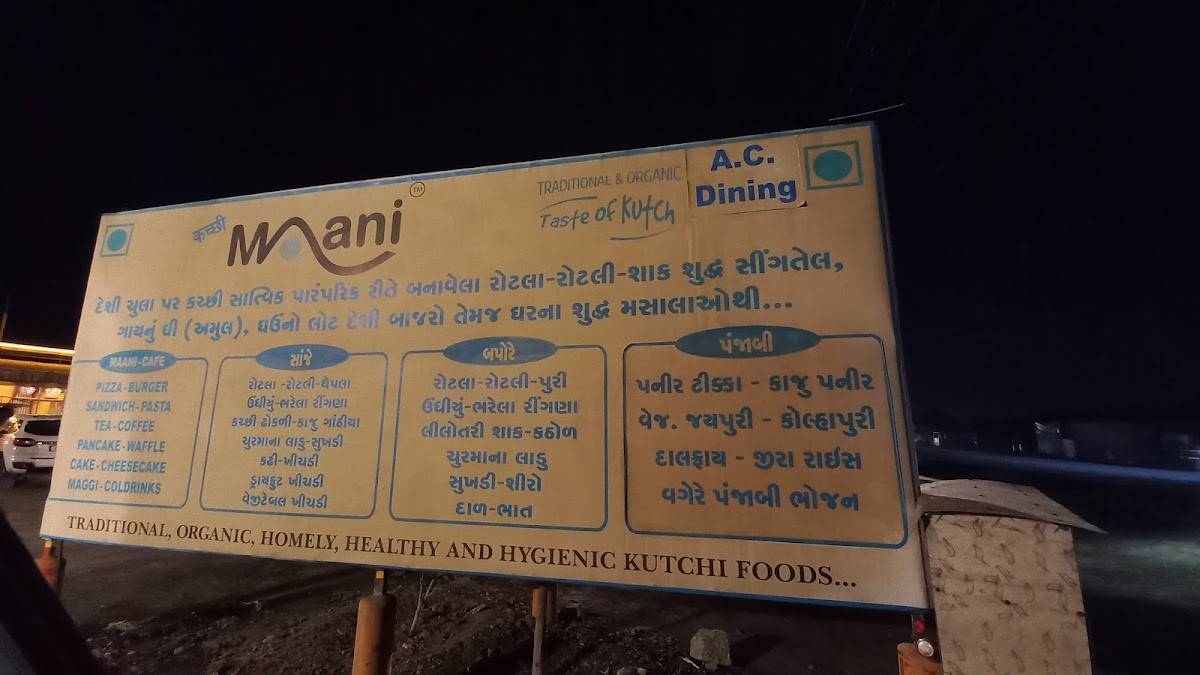 કચ્છી
Maani
TM
TRADITIONAL & ORGANIC
Taste of Kutch
A.C.
Dining
દેશી ચુલા પર કચ્છી સાત્વિક પારંપરિક રીતે બનાવેલા રોટલા-રોટલી-શાક શુદ્ધ સીંગતેલ,
ગાયનું ઘી (અમુલ), ઘઉંનો લોટ દેશી બાજરો તેમજ ઘરના શુદ્ધ મસાલાઓથી...
MAANI-CAFE
PIZZA-BURGER
SANDWICH-PASTA
TEA-COFFEE
PANCAKE-WAFFLE
CAKE-CHEESECAKE
MAGGI-COLDRINKS
સાંજે
રોટલા -રોટલી-થેપલા
ઉંઘીયું-ભરેલા રીંગણા
કચ્છી ઢોકળી-કાજુ ગાંઠીયા
ચુરમાના લાડુ-સુખડી
કઢી-ખીચડી
ડ્રાયફ્રુટ ખીચડી
વેજીટેબલ ખીચડી
બપોરે
રોટલા-રોટલી-પુરી
ઉંઘીયું-ભરેલા રીંગણા
લીલોતરી શાક-કઠોળ
ચુરમાના લાડુ
સુખડી-શીરો
દાળ-ભાત
પંજાબી
પનીર ટીક્કા - કાજુ પનીર
વેજ. જયપુરી - કોલ્હાપુરી
દાલફ્રાય - જીરા રાઇસ
વગેરે પંજાબી ભોજન
TRADITIONAL, ORGANIC, HOMELY, HEALTHY AND HYGIENIC KUTCHI FOODS...